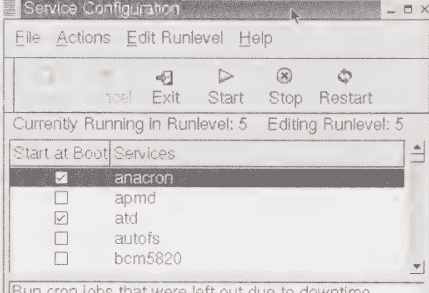 Service Configuration
File Actions Edit Runlevel Help
Exit Start Stop Restart
Currently Running in Runlevel: 5 Editing Runlevel: 5
Start at Boot Services
anacron
apmd
atd
autofs
bcm5820
Run cron jobs that were left out due to downtime